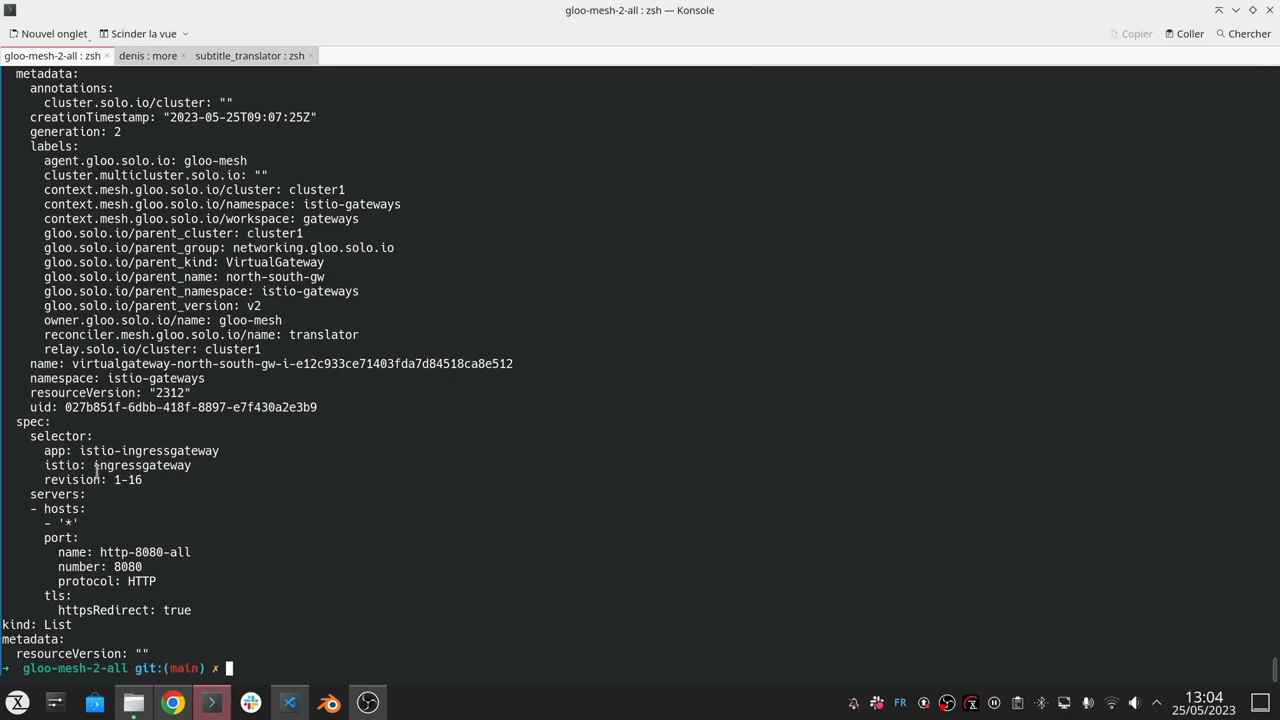 gloo-mesh-2-all : zsh — Konsole
Nouvel onglet Scinder la vue Copier Coller Chercher
gloo-mesh-2-all : zsh denis : more subtitle_translator : zsh
metadata:
annotations:
cluster.solo.io/cluster: ""
creationTimestamp: "2023-05-25T09:07:25Z"
generation: 2
labels:
agent.gloo.solo.io: gloo-mesh
cluster.multicluster.solo.io: ""
context.mesh.gloo.solo.io/cluster: cluster1
context.mesh.gloo.solo.io/namespace: istio-gateways
context.mesh.gloo.solo.io/workspace: gateways
gloo.solo.io/parent_cluster: cluster1
gloo.solo.io/parent_group: networking.gloo.solo.io
gloo.solo.io/parent_kind: VirtualGateway
gloo.solo.io/parent_name: north-south-gw
gloo.solo.io/parent_namespace: istio-gateways
gloo.solo.io/parent_version: v2
owner.gloo.solo.io/name: gloo-mesh
reconciler.mesh.gloo.solo.io/name: translator
relay.solo.io/cluster: cluster1
name: virtualgateway-north-south-gw-i-e12c933ce71403fda7d84518ca8e512
namespace: istio-gateways
resourceVersion: "2312"
uid: 027b851f-6dbb-418f-8897-e7f430a2e3b9
spec:
selector:
app: istio-ingressgateway
istio: ingressgateway
revision: 1-16
servers:
- hosts:
- '*'
port:
name: http-8080-all
number: 8080
protocol: HTTP
tls:
httpsRedirect: true
kind: List
metadata:
resourceVersion: ""
→ gloo-mesh-2-all git:(main) ✗
FR
13:04
25/05/2023